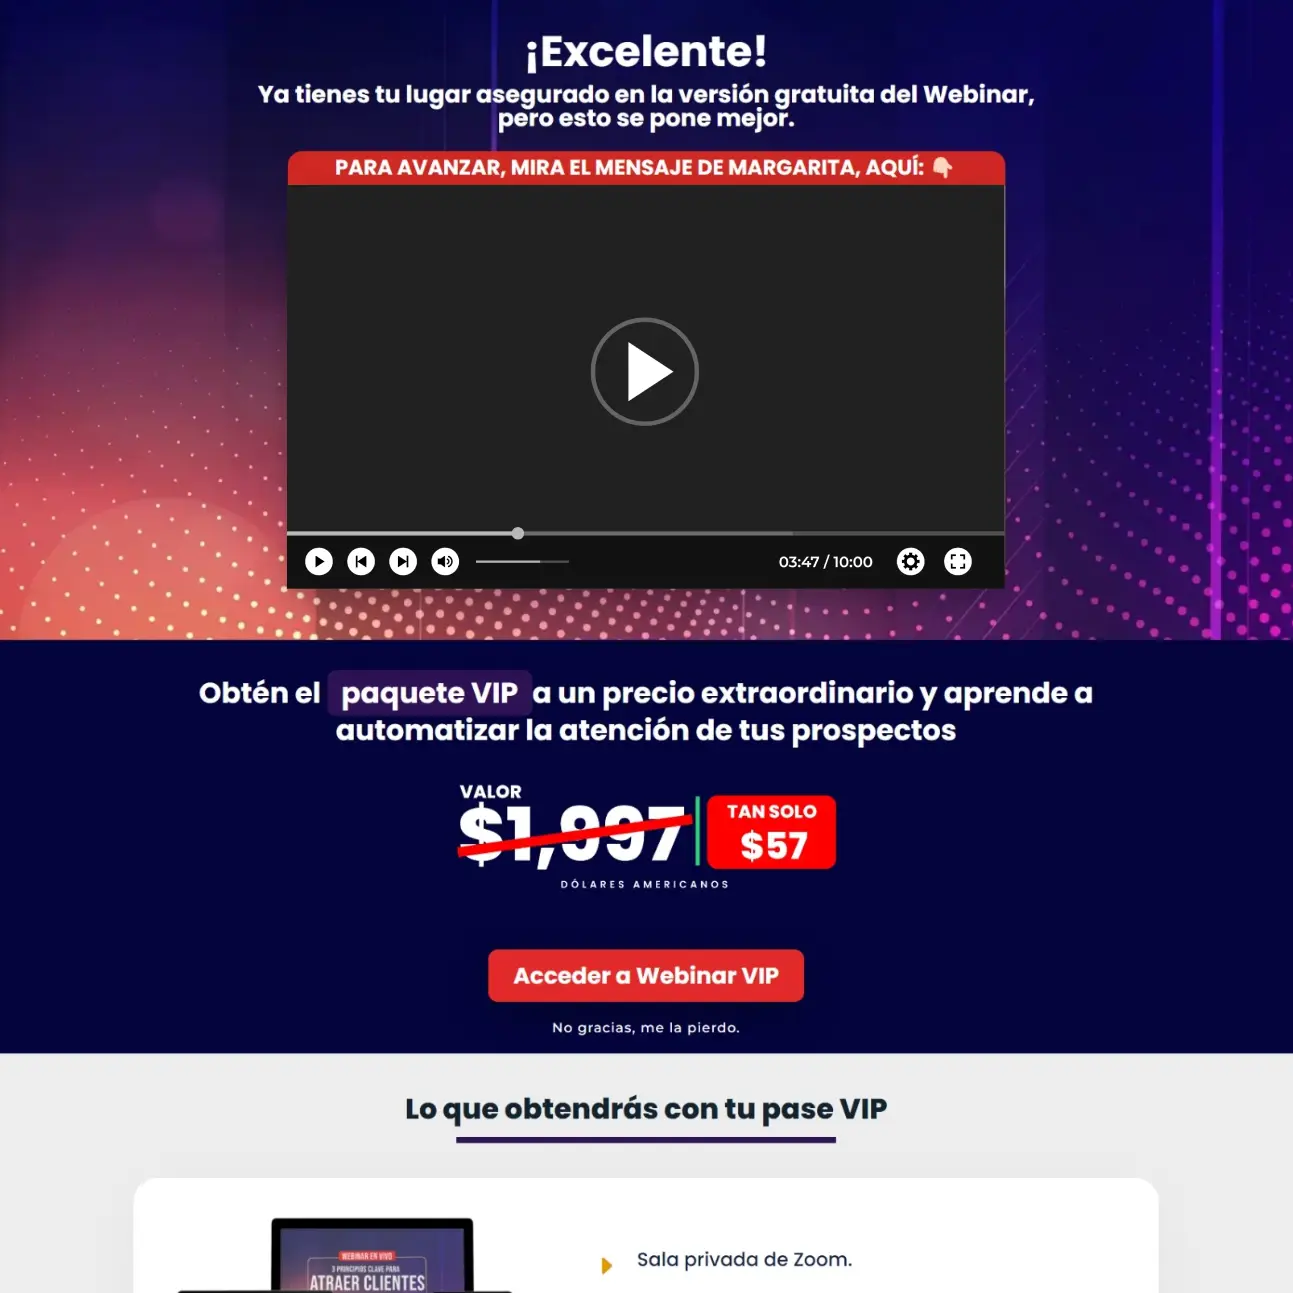 ¡Excelente!
Ya tienes tu lugar asegurado en la versión gratuita del Webinar,
pero esto se pone mejor.
PARA AVANZAR, MIRA EL MENSAJE DE MARGARITA, AQUÍ: 👇🏻
03:47 / 10:00
Obtén el paquete VIP a un precio extraordinario y aprende a
automatizar la atención de tus prospectos
VALOR
$1,997
TAN SOLO
$57
DÓLARES AMERICANOS
Acceder a Webinar VIP
No gracias, me la pierdo.
Lo que obtendrás con tu pase VIP
WEBINAR EN VIVO
3 PRINCIPIOS CLAVE PARA
ATRAER CLIENTES
Sala privada de Zoom.